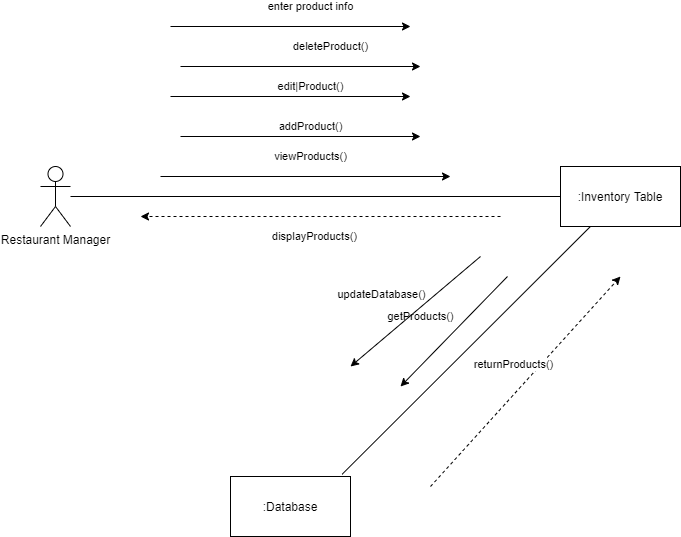 enter product info
deleteProduct()
edit|Product()
addProduct()
viewProducts()
:Inventory Table
Restaurant Manager
displayProducts()
updateDatabase()
getProducts()
returnProducts()
:Database